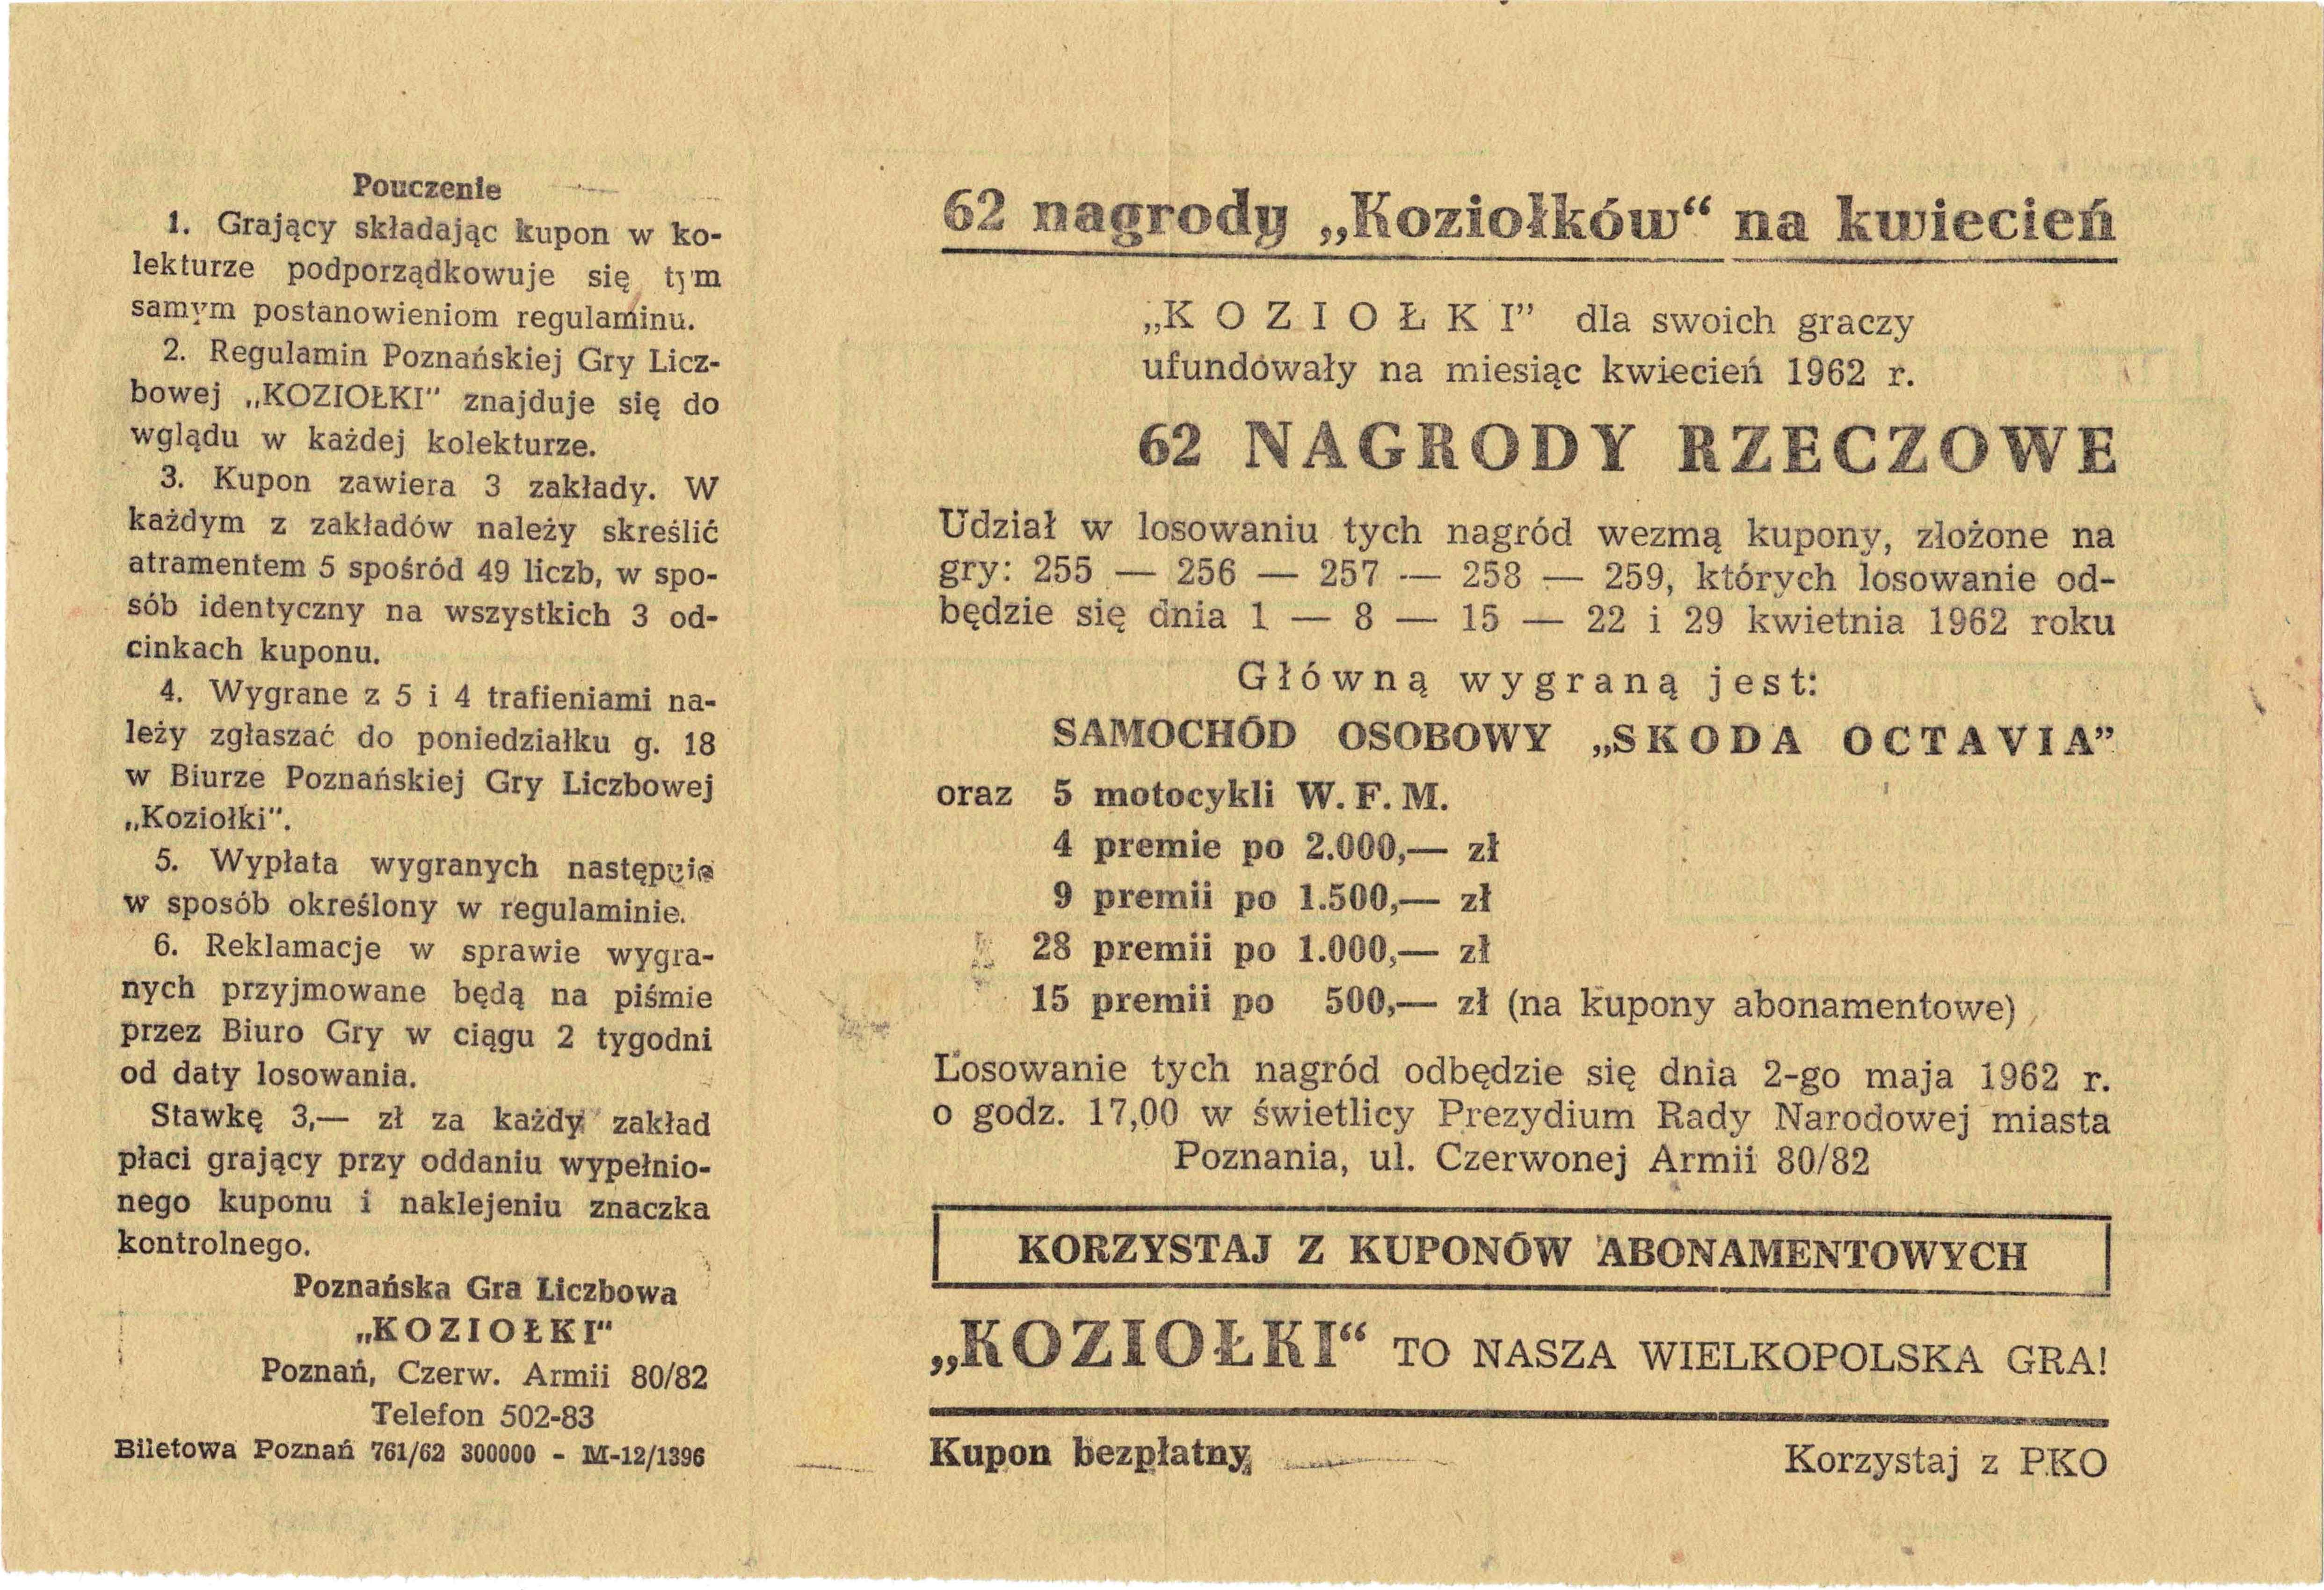 Pouczenie
1. Grający składając kupon w ko-
lekturze podporządkowuje się tym
samym postanowieniom regulaminu.
2. Regulamin Poznańskiej Gry Licz-
bowej „KOZIOŁKI" znajduje się do
wglądu w każdej kolekturze.
3. Kupon zawiera 3 zakłady. W
każdym z zakładów należy skreślić
atramentem 5 spośród 49 liczb, w spo-
sób identyczny na wszystkich 3 od-
cinkach kuponu.
4. Wygrane z 5 i 4 trafieniami na-
leży zgłaszać do poniedziałku g. 18
w Biurze Poznańskiej Gry Liczbowej
„Koziołki".
5. Wypłata wygranych następuje
w sposób określony w regulaminie.
6. Reklamacje w sprawie wygra-
nych przyjmowane będą na piśmie
przez Biuro Gry w ciągu 2 tygodni
od daty losowania.
Stawkę 3,— zł za każdy zakład
płaci grający przy oddaniu wypełnio-
nego kuponu i naklejeniu znaczka
kontrolnego.
Poznańska Gra Liczbowa
„KOZIOŁKI"
Poznań, Czerw. Armii 80/82
Telefon 502-83
Biletowa Poznań 761/62 300000 - M-12/1396
62 nagrody „Koziołków“ na kwiecień
„KOZIOŁKI” dla swoich graczy
ufundowały na miesiąc kwiecień 1962 r.
62 NAGRODY RZECZOWE
Udział w losowaniu tych nagród wezmą kupony, złożone na
gry: 255 — 256 — 257 — 258 — 259, których losowanie od-
będzie się dnia 1 — 8 — 15 — 22 i 29 kwietnia 1962 roku
Główną wygraną jest:
SAMOCHÓD OSOBOWY „SKODA OCTAVIA”
oraz 5 motocykli W. F. M.
4 premie po 2.000,— zł
9 premii po 1.500,— zł
28 premii po 1.000,— zł
15 premii po 500,— zł (na kupony abonamentowe)
Losowanie tych nagród odbędzie się dnia 2-go maja 1962 r.
o godz. 17,00 w świetlicy Prezydium Rady Narodowej miasta
Poznania, ul. Czerwonej Armii 80/82
KORZYSTAJ Z KUPONÓW ABONAMENTOWYCH
„KOZIOŁKI“ TO NASZA WIELKOPOLSKA GRA!
Kupon bezpłatny
Korzystaj z PKO